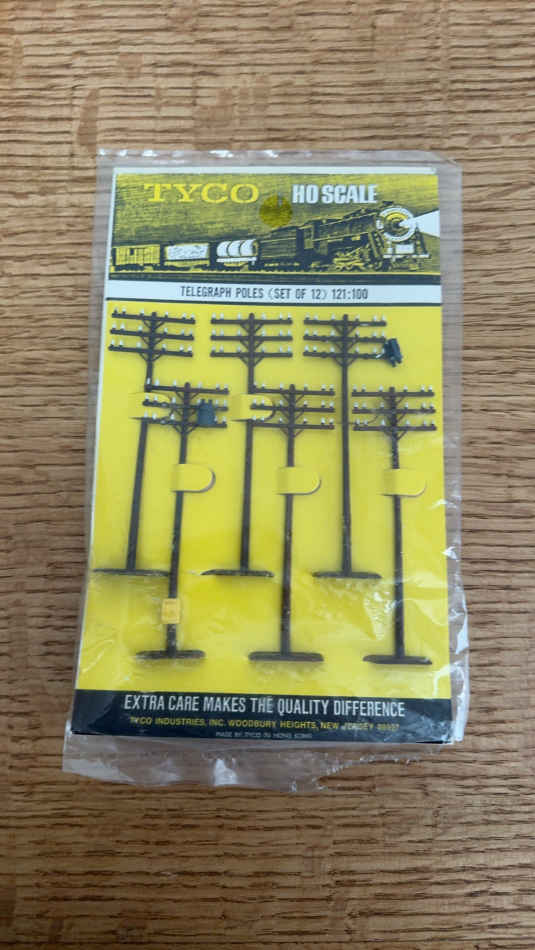 TYCO HO SCALE
TELEGRAPH POLES (SET OF 12) 121:100
EXTRA CARE MAKES THE QUALITY DIFFERENCE
TYCO INDUSTRIES, INC. WOODBURY HEIGHTS, NEW JERSEY 08097
MADE BY TYCO IN HONG KONG